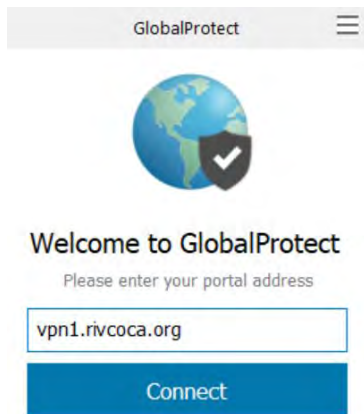 GlobalProtect
Welcome to GlobalProtect
Please enter your portal address
vpn1.rivcoca.org
Connect